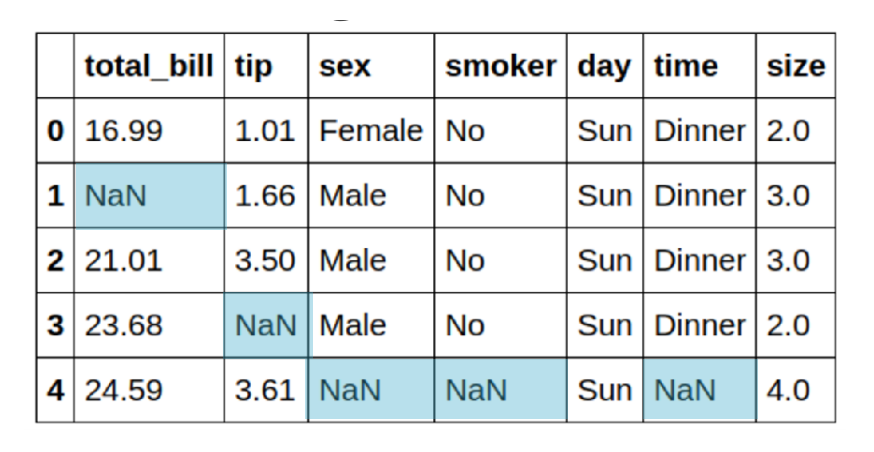 total_bill tip sex smoker day time size
0 16.99 1.01 Female No Sun Dinner 2.0
1 NaN 1.66 Male No Sun Dinner 3.0
2 21.01 3.50 Male No Sun Dinner 3.0
3 23.68 NaN Male No Sun Dinner 2.0
4 24.59 3.61 NaN NaN Sun NaN 4.0